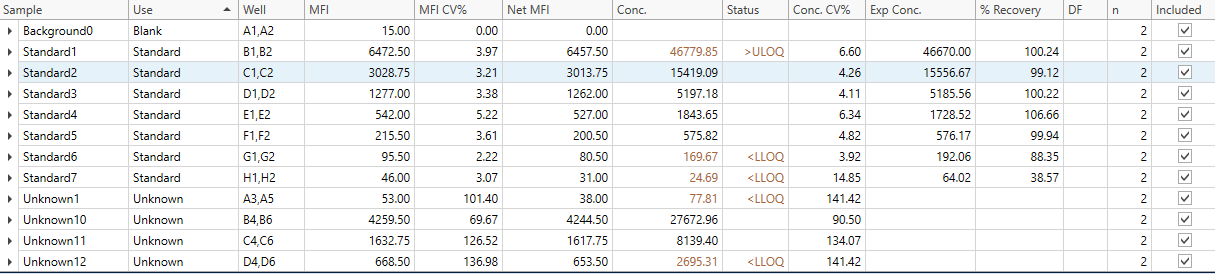 Sample Use Well MFI MFI CV% Net MFI Conc. Status Conc. CV% Exp Conc. % Recovery DF n Included
Background0 Blank A1,A2 15.00 0.00 0.00 2
Standard1 Standard B1,B2 6472.50 3.97 6457.50 46779.85 >ULOQ 6.60 46670.00 100.24 2
Standard2 Standard C1,C2 3028.75 3.21 3013.75 15419.09 4.26 15556.67 99.12 2
Standard3 Standard D1,D2 1277.00 3.38 1262.00 5197.18 4.11 5185.56 100.22 2
Standard4 Standard E1,E2 542.00 5.22 527.00 1843.65 6.34 1728.52 106.66 2
Standard5 Standard F1,F2 215.50 3.61 200.50 575.82 4.82 576.17 99.94 2
Standard6 Standard G1,G2 95.50 2.22 80.50 169.67 <LLOQ 3.92 192.06 88.35 2
Standard7 Standard H1,H2 46.00 3.07 31.00 24.69 <LLOQ 14.85 64.02 38.57 2
Unknown1 Unknown A3,A5 53.00 101.40 38.00 77.81 <LLOQ 141.42 2
Unknown10 Unknown B4,B6 4259.50 69.67 4244.50 27672.96 90.50 2
Unknown11 Unknown C4,C6 1632.75 126.52 1617.75 8139.40 134.07 2
Unknown12 Unknown D4,D6 668.50 136.98 653.50 2695.31 <LLOQ 141.42 2